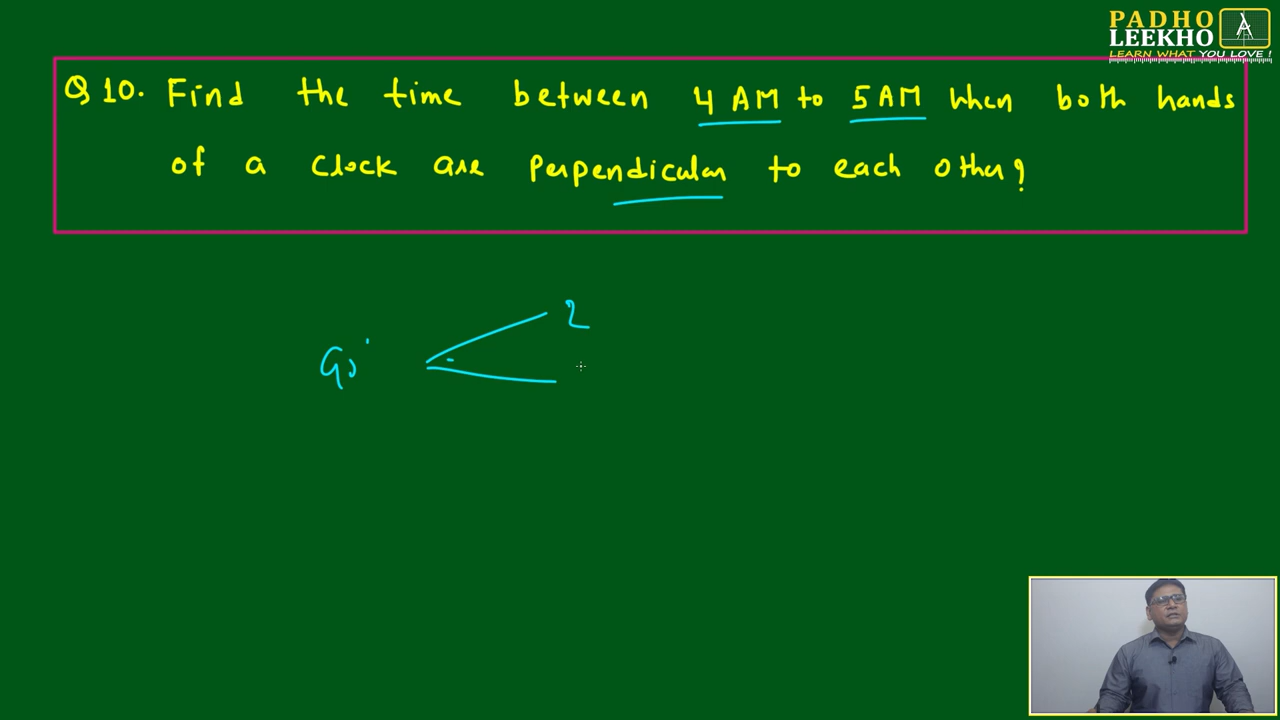 PADHO
LEEKHO
LEARN WHAT YOU LOVE !
Q 10. Find the time between 4 AM to 5 AM When both hands
of a Clock are Perpendicular to each other?
90°
2